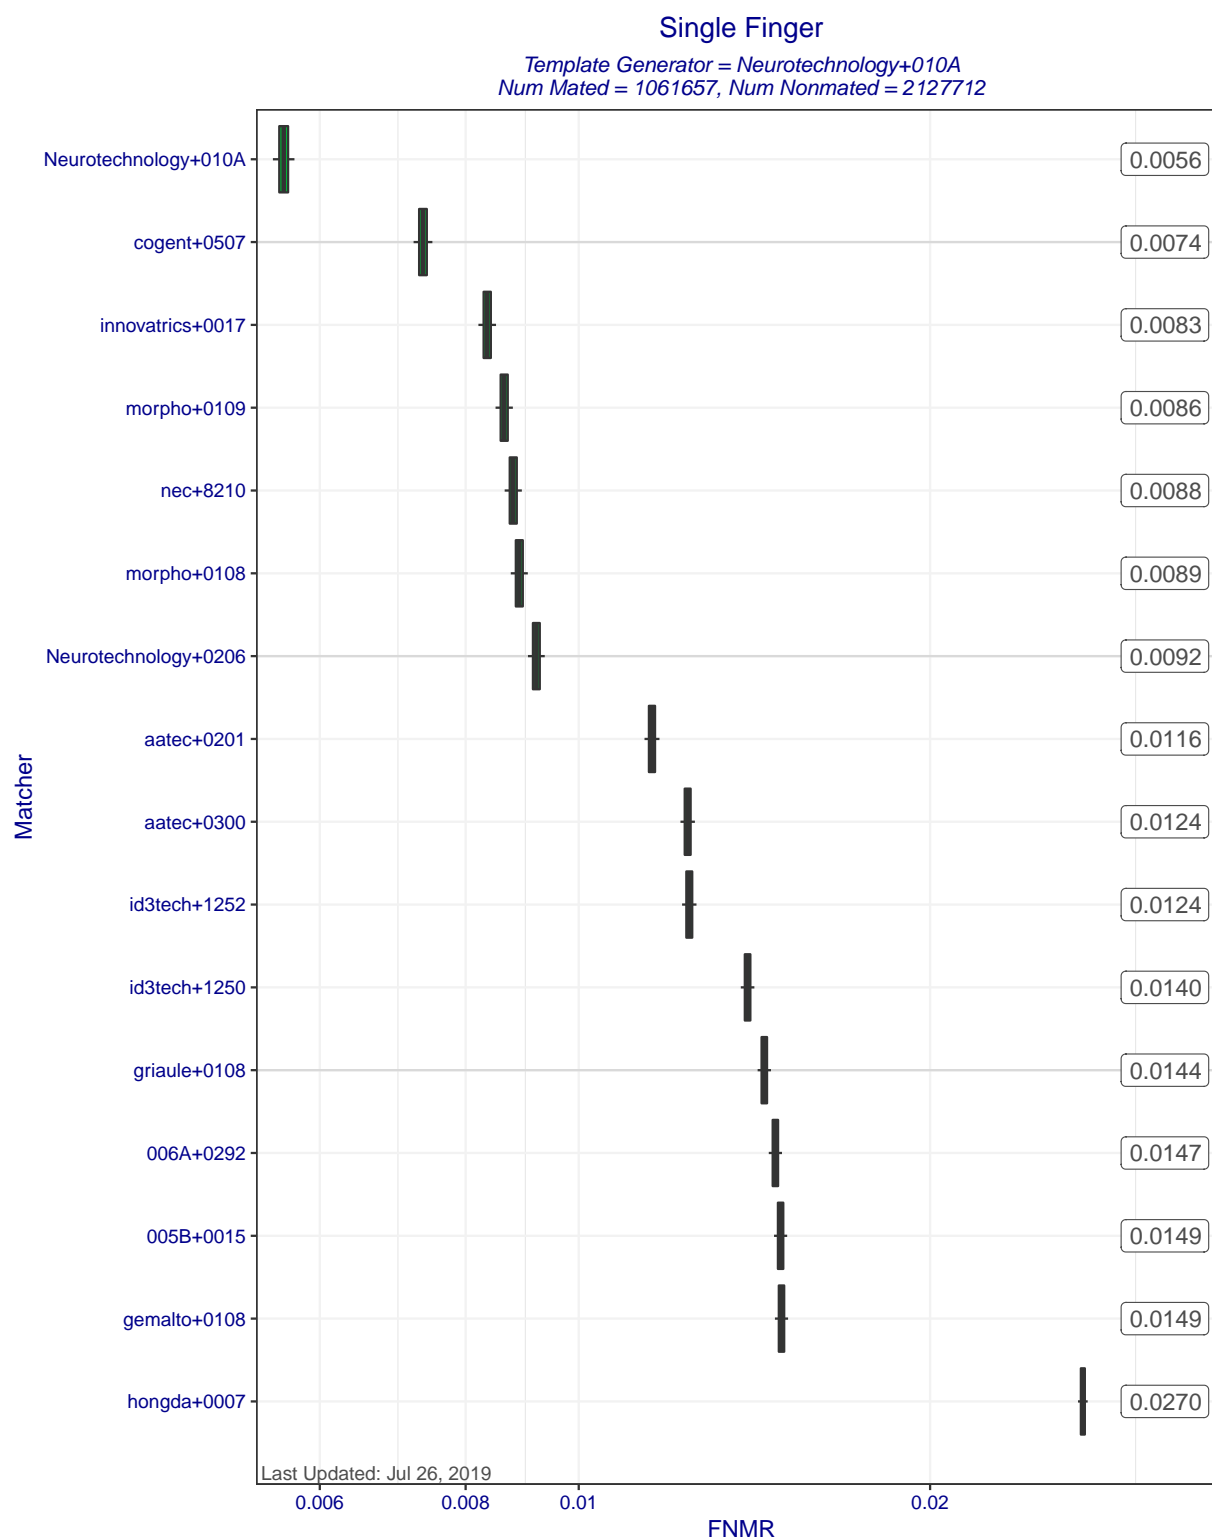 Single Finger
Template Generator = Neurotechnology+010A
Num Mated = 1061657, Num Nonmated = 2127712
Neurotechnology+010A 0.0056
cogent+0507 0.0074
innovatrics+0017 0.0083
morpho+0109 0.0086
nec+8210 0.0088
morpho+0108 0.0089
Neurotechnology+0206 0.0092
aatec+0201 0.0116
aatec+0300 0.0124
id3tech+1252 0.0124
id3tech+1250 0.0140
griaule+0108 0.0144
006A+0292 0.0147
005B+0015 0.0149
gemalto+0108 0.0149
hongda+0007 0.0270
Matcher
Last Updated: Jul 26, 2019
0.006 0.008 0.01 0.02
FNMR